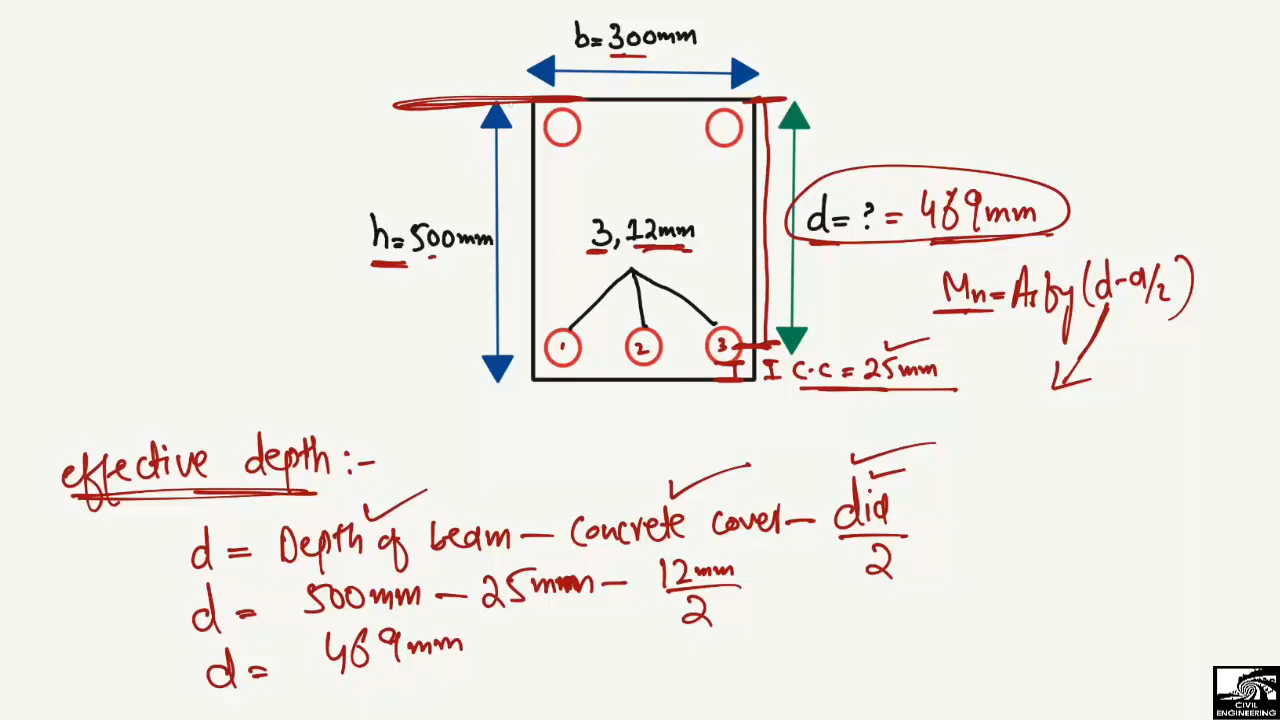 b=300mm
h=500mm
3,12mm
d=?=469mm
Mn=Asfy(d-a/2)
1 2 3
C.C=25mm
effective depth:-
d= Depth of beam - Concrete cover - dia/2
d= 500mm - 25mm - 12mm/2
d= 469mm
CIVIL
ENGINEERING